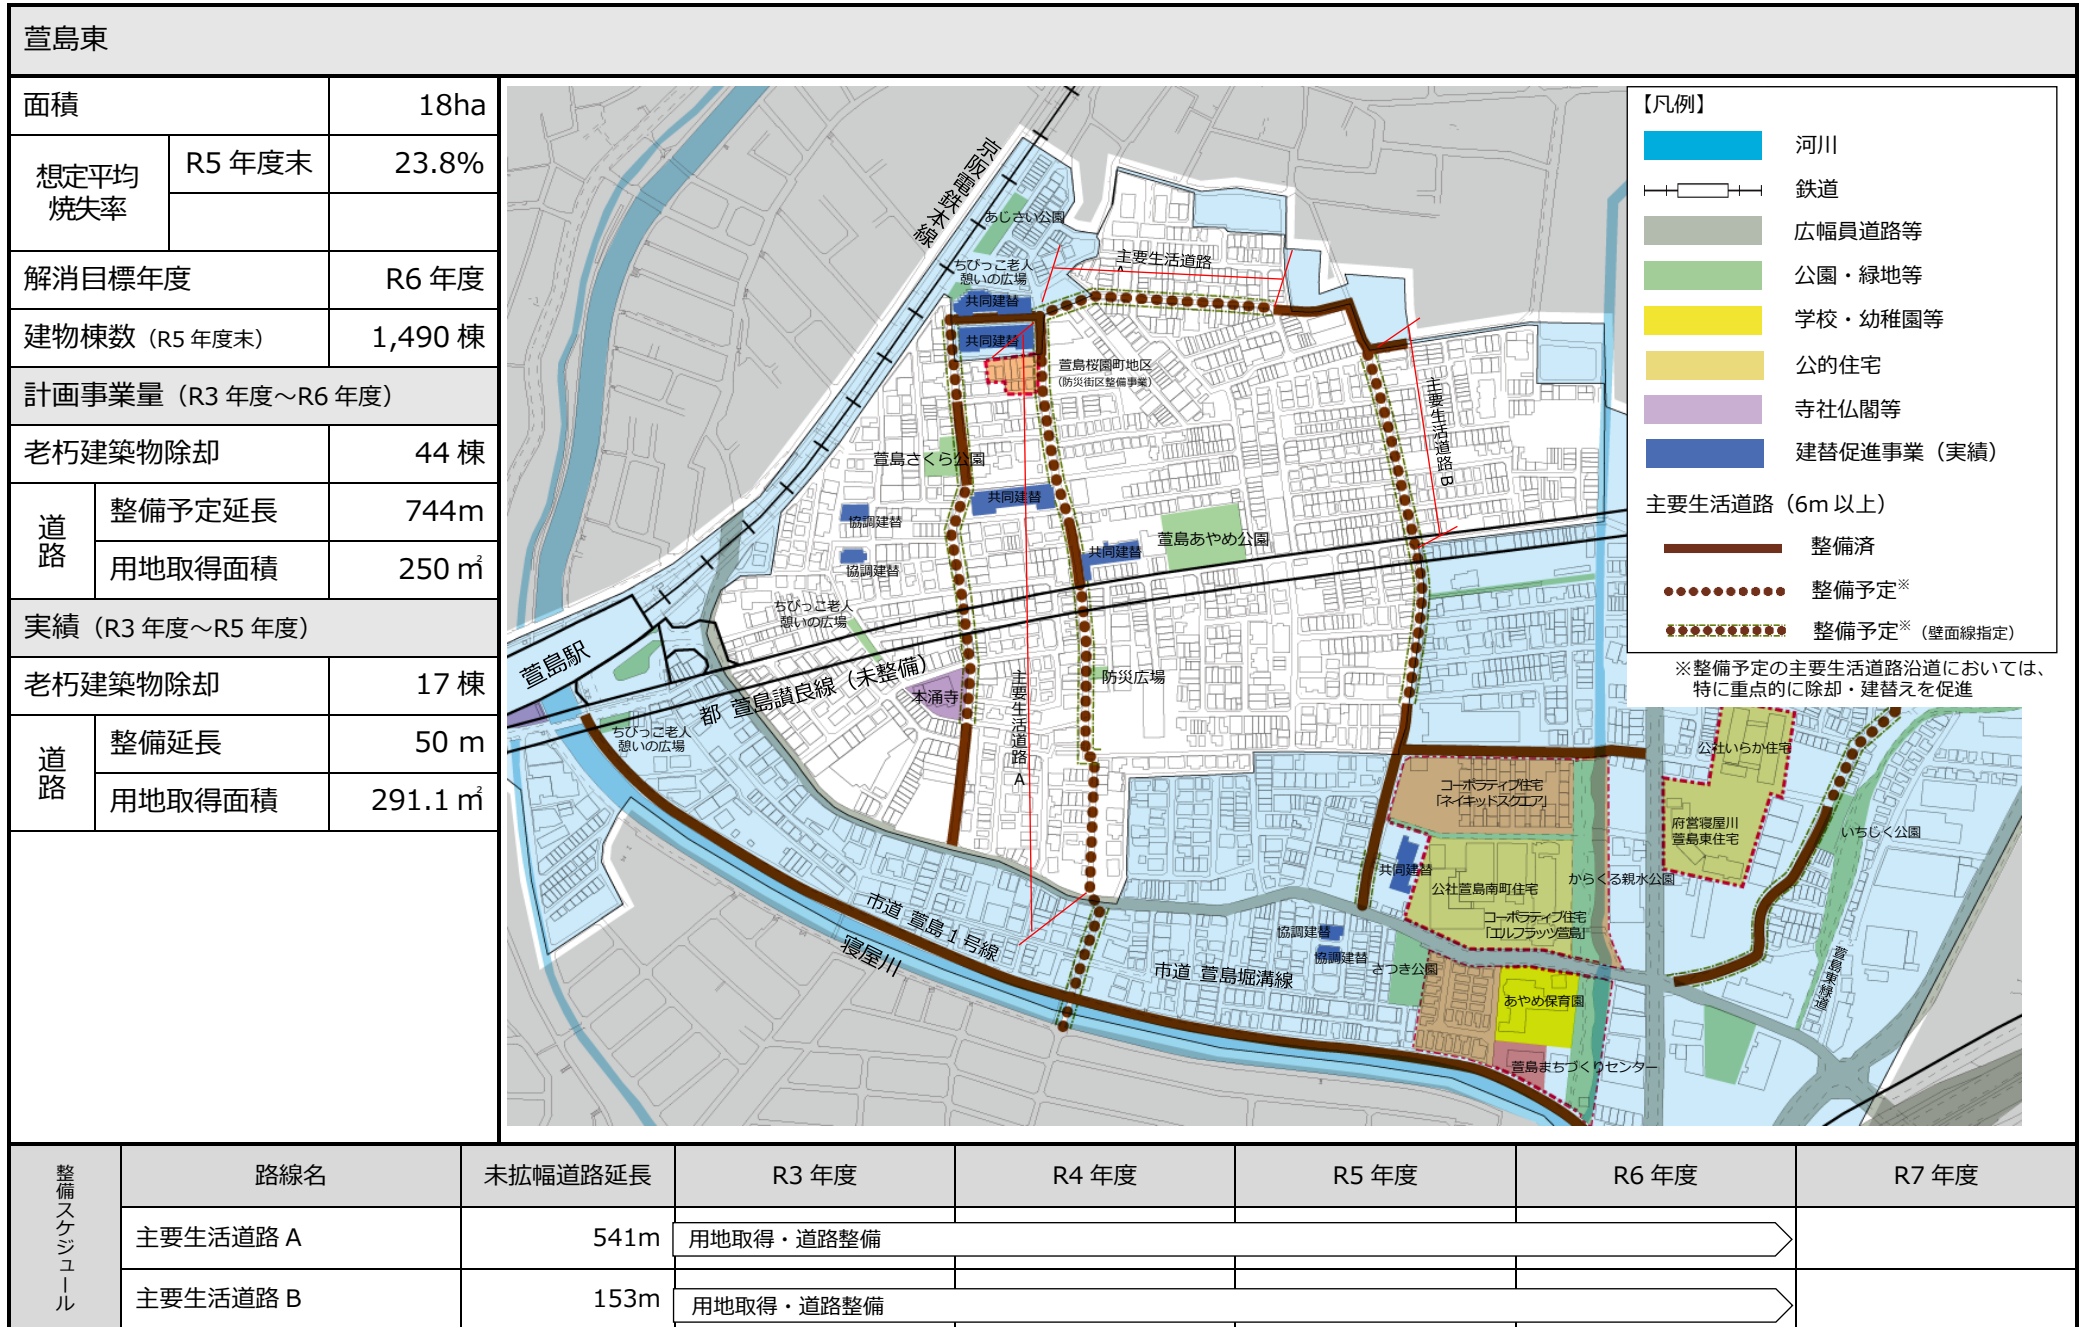 萱島東
面積 18ha
想定平均
焼失率
R5 年度末 23.8%
解消目標年度 R6 年度
建物棟数（R5 年度末） 1,490 棟
計画事業量（R3 年度～R6 年度）
老朽建築物除却 44 棟
道路
整備予定延長 744m
用地取得面積 250 ㎡
実績（R3 年度～R5 年度）
老朽建築物除却 17 棟
道路
整備延長 50 m
用地取得面積 291.1 ㎡
京阪電鉄本線
あじさい公園
ちびっこ老人
憩いの広場
主要生活道路
A
共同建替
共同建替
萱島桜園町地区
（防災街区整備事業）
主要生活道路 B
萱島さくら公園
共同建替
協調建替
萱島あやめ公園
共同建替
協調建替
ちびっこ老人
憩いの広場
萱島駅
都 萱島讃良線（未整備）
本涌寺
主要生活道路 A
防災広場
ちびっこ老人
憩いの広場
公社いらか住宅
コーポラティブ住宅
「ネイキッドスクエア」
府営寝屋川
萱島東住宅
いちじく公園
共同建替
公社萱島南町住宅
からくる親水公園
コーポラティブ住宅
「エルフラッツ萱島」
市道 萱島１号線
寝屋川
協調建替
協調建替
さつき公園
市道 萱島堀溝線
あやめ保育園
萱島東緑道
萱島まちづくりセンター
【凡例】
河川
鉄道
広幅員道路等
公園・緑地等
学校・幼稚園等
公的住宅
寺社仏閣等
建替促進事業（実績）
主要生活道路（6m 以上）
整備済
整備予定※
整備予定※（壁面線指定）
※整備予定の主要生活道路沿道においては、
特に重点的に除却・建替えを促進
整備スケジュール
路線名 未拡幅道路延長 R3 年度 R4 年度 R5 年度 R6 年度 R7 年度
主要生活道路 A 541m 用地取得・道路整備
主要生活道路 B 153m 用地取得・道路整備